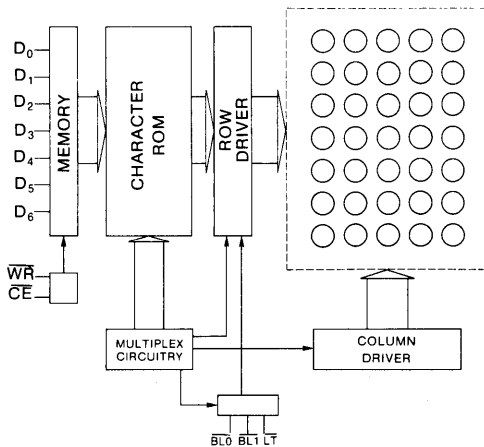 D0
D1
D2
D3
D4
D5
D6
MEMORY
CHARACTER
ROM
ROW
DRIVER
WR
CE
MULTIPLEX
CIRCUITRY
COLUMN
DRIVER
BL0 BL1 LT